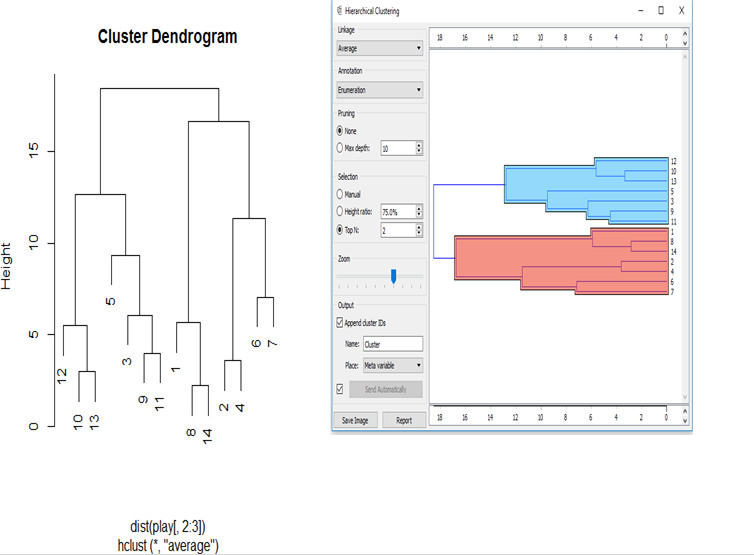 Cluster Dendrogram
Height
15
10
5
0
12
10
13
5
3
9
11
1
8
14
2
4
6
7
dist(play[, 2:3])
hclust (*, "average")
Hierarchical Clustering
Linkage
Average
Annotation
Enumeration
Pruning
None
Max depth: 10
Selection
Manual
Height ratio: 75.0%
Top N: 2
Zoom
Output
Append cluster IDs
Name: Cluster
Place: Meta variable
Send Automatically
Save Image Report
18 16 14 12 10 8 6 4 2 0
12
10
13
5
3
9
11
1
8
14
2
4
6
7
18 16 14 12 10 8 6 4 2 0